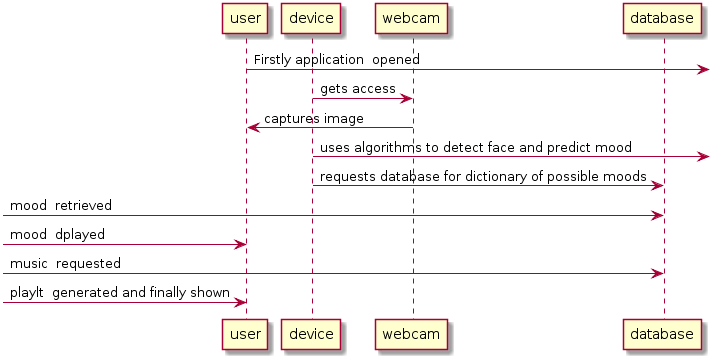 user device webcam database
Firstly application  opened
gets access
captures image
uses algorithms to detect face and predict mood
requests database for dictionary of possible moods
mood  retrieved
mood  dplayed
music  requested
playlt  generated and finally shown
user device webcam database